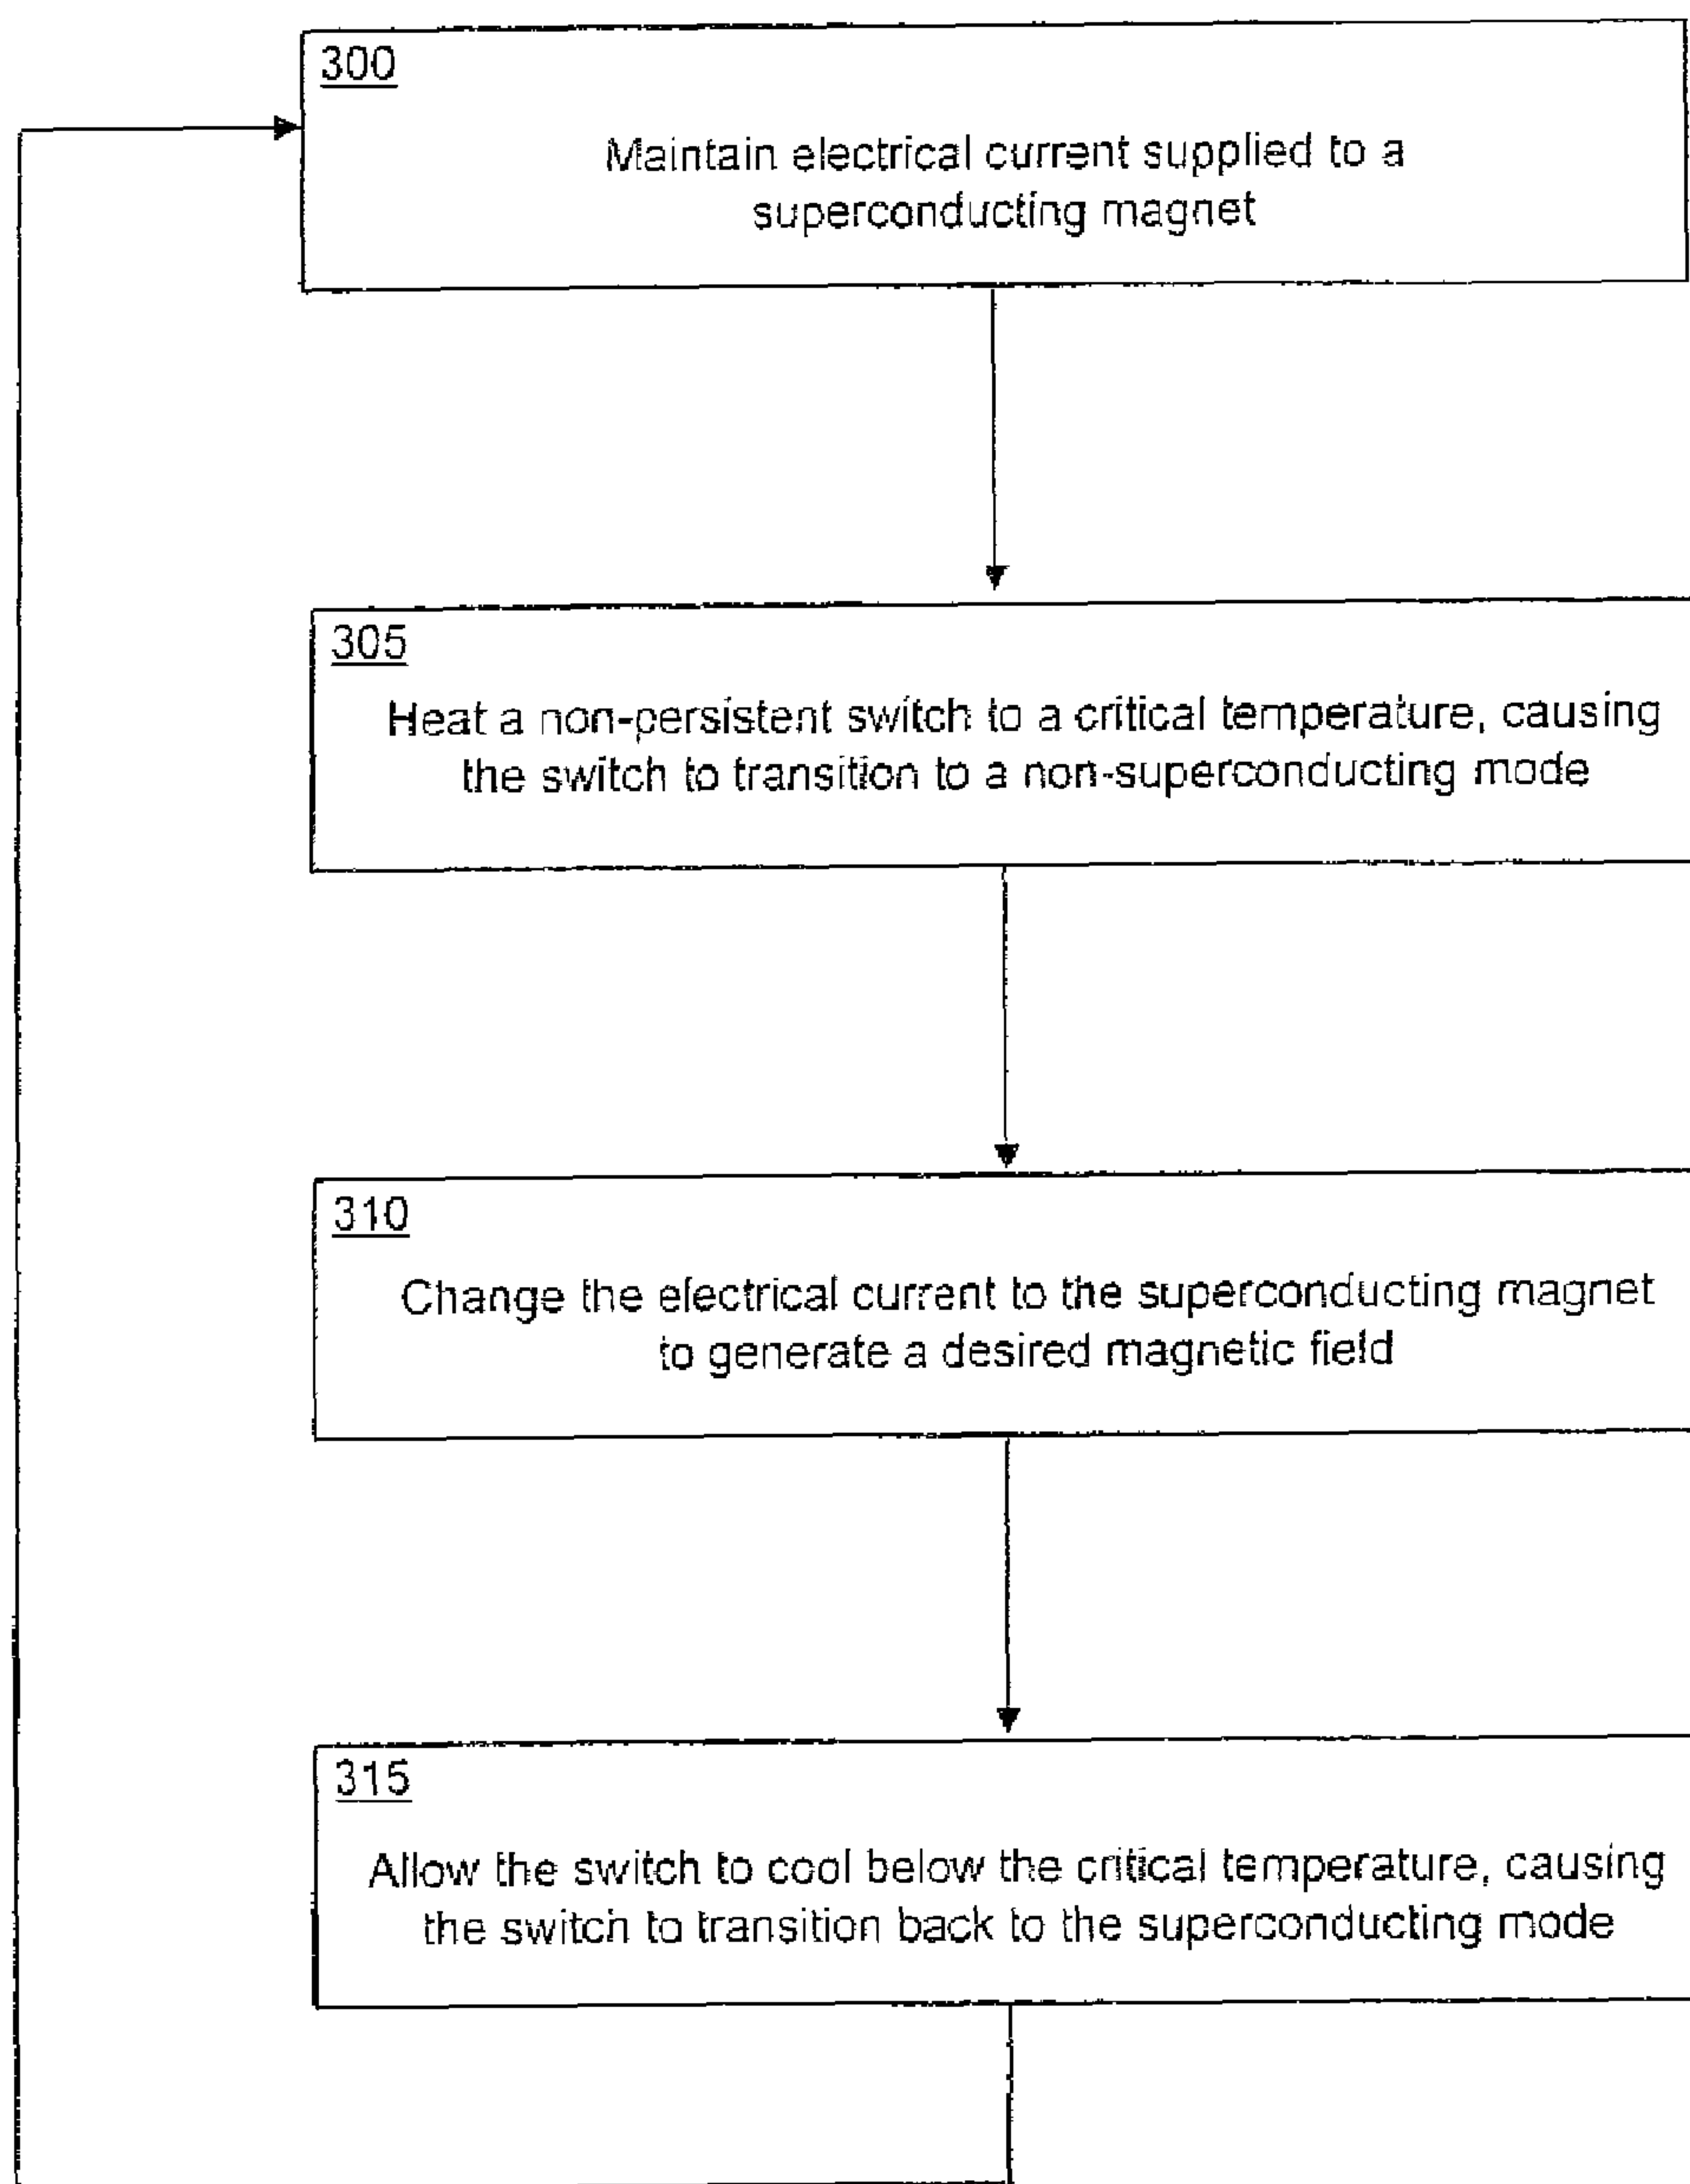 300
Maintain electrical current supplied to a
superconducting magnet
305
Heat a non-persistent switch to a critical temperature, causing
the switch to transition to a non-superconducting mode
310
Change the electrical current to the superconducting magnet
to generate a desired magnetic field
315
Allow the switch to cool below the critical temperature, causing
the switch to transition back to the superconducting mode